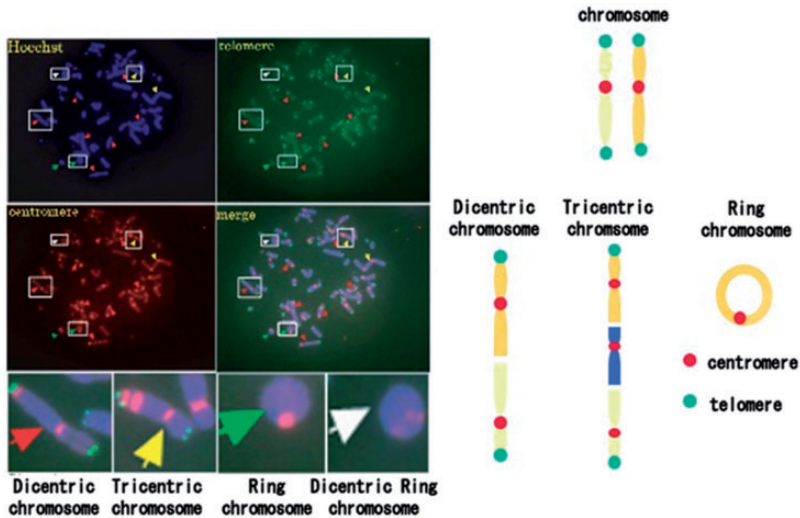 Hoechst
telomere
centromere
merge
Dicentric
chromosome
Tricentric
chromosome
Ring
chromosome
Dicentric Ring
chromosome
chromosome
Dicentric
chromosome
Tricentric
chromsome
Ring
chromosome
centromere
telomere